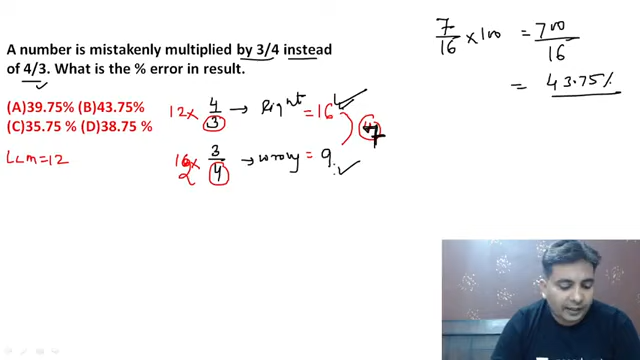 A number is mistakenly multiplied by 3/4 instead
of 4/3. What is the % error in result.
(A)39.75% (B)43.75%
(C)35.75 % (D)38.75 %
LCM=12
12 × 4/3 → Right = 16
× 3/4 → wrong = 9
7
7/16 × 100 = 700/16
= 43.75%